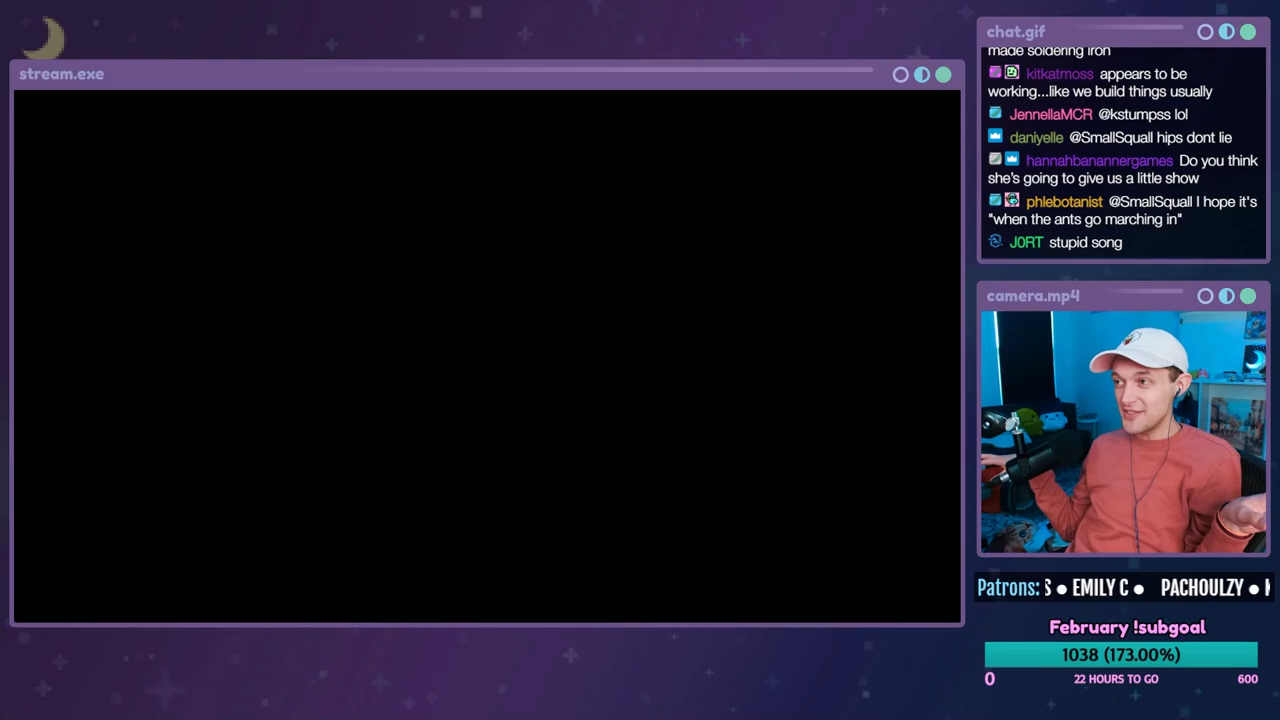 stream.exe
chat.gif
made soldering iron
kitkatmoss appears to be
working...like we build things usually
JennellaMCR @kstumpss lol
daniyelle @SmallSquall hips dont lie
hannahbanannergames Do you think
she's going to give us a little show
phlebotanist @SmallSquall I hope it's
"when the ants go marching in"
J0RT stupid song
camera.mp4
Patrons: S ● EMILY C ● PACHOULZY ●
February !subgoal
1038 (173.00%)
0 22 HOURS TO GO 600